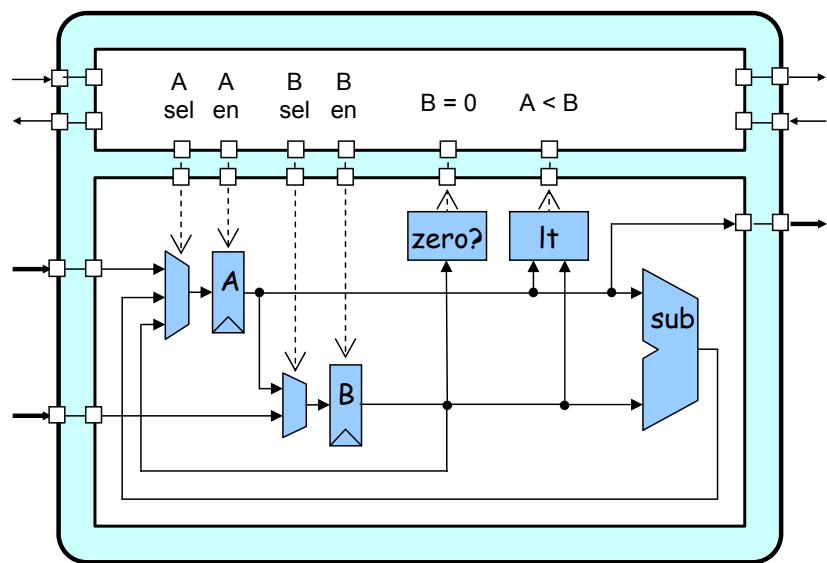 A sel
A en
B sel
B en
B = 0
A < B
zero?
lt
A
sub
B